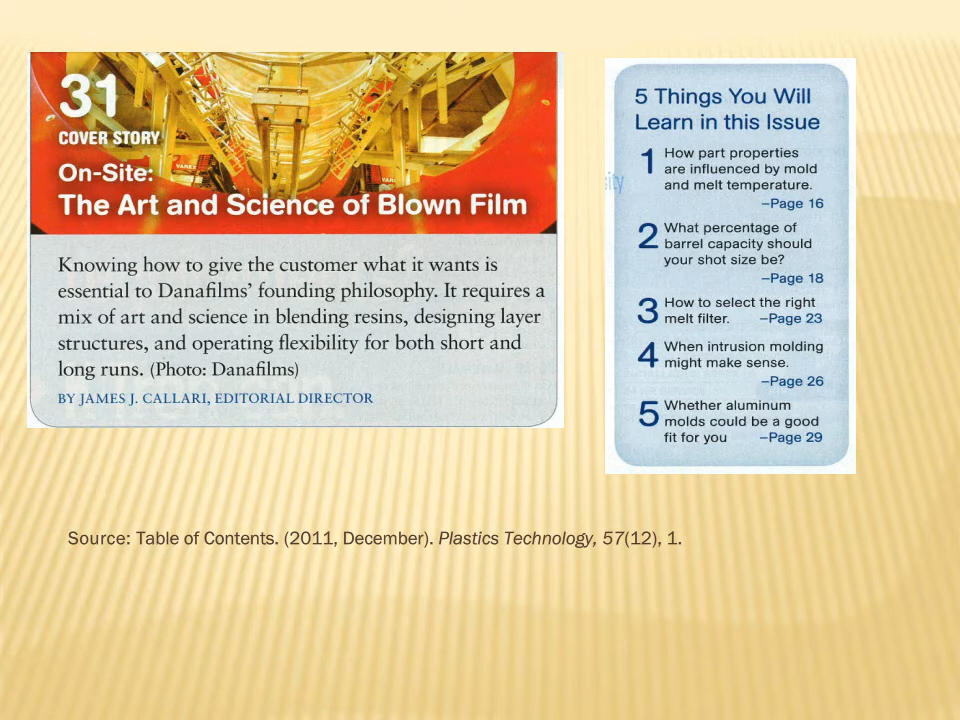 31
COVER STORY
On-Site:
The Art and Science of Blown Film
Knowing how to give the customer what it wants is
essential to Danafilms’ founding philosophy. It requires a
mix of art and science in blending resins, designing layer
structures, and operating flexibility for both short and
long runs. (Photo: Danafilms)
BY JAMES J. CALLARI, EDITORIAL DIRECTOR
5 Things You Will
Learn in this Issue
1 How part properties
are influenced by mold
and melt temperature.
–Page 16
2 What percentage of
barrel capacity should
your shot size be?
–Page 18
3 How to select the right
melt filter. –Page 23
4 When intrusion molding
might make sense.
–Page 26
5 Whether aluminum
molds could be a good
fit for you –Page 29
Source: Table of Contents. (2011, December). Plastics Technology, 57(12), 1.